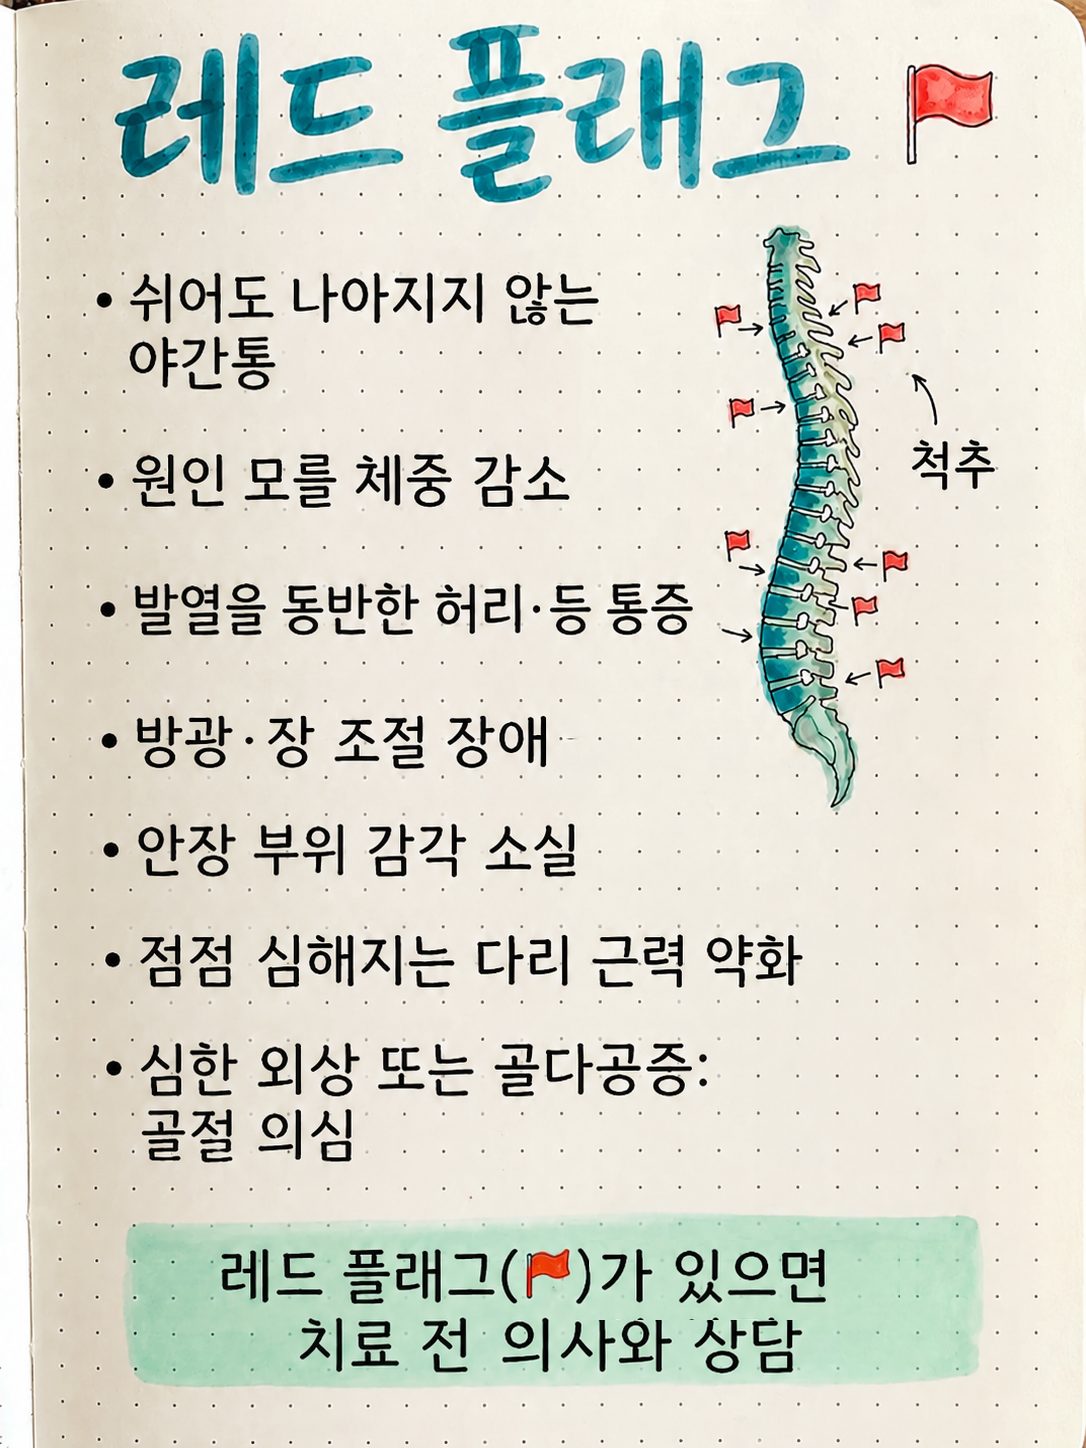 레드 플래그
• 쉬어도 나아지지 않는
야간통
• 원인 모를 체중 감소
• 발열을 동반한 허리·등 통증
• 방광·장 조절 장애
• 안장 부위 감각 소실
• 점점 심해지는 다리 근력 약화
• 심한 외상 또는 골다공증:
골절 의심
척추
레드 플래그(🚩)가 있으면
치료 전 의사와 상담